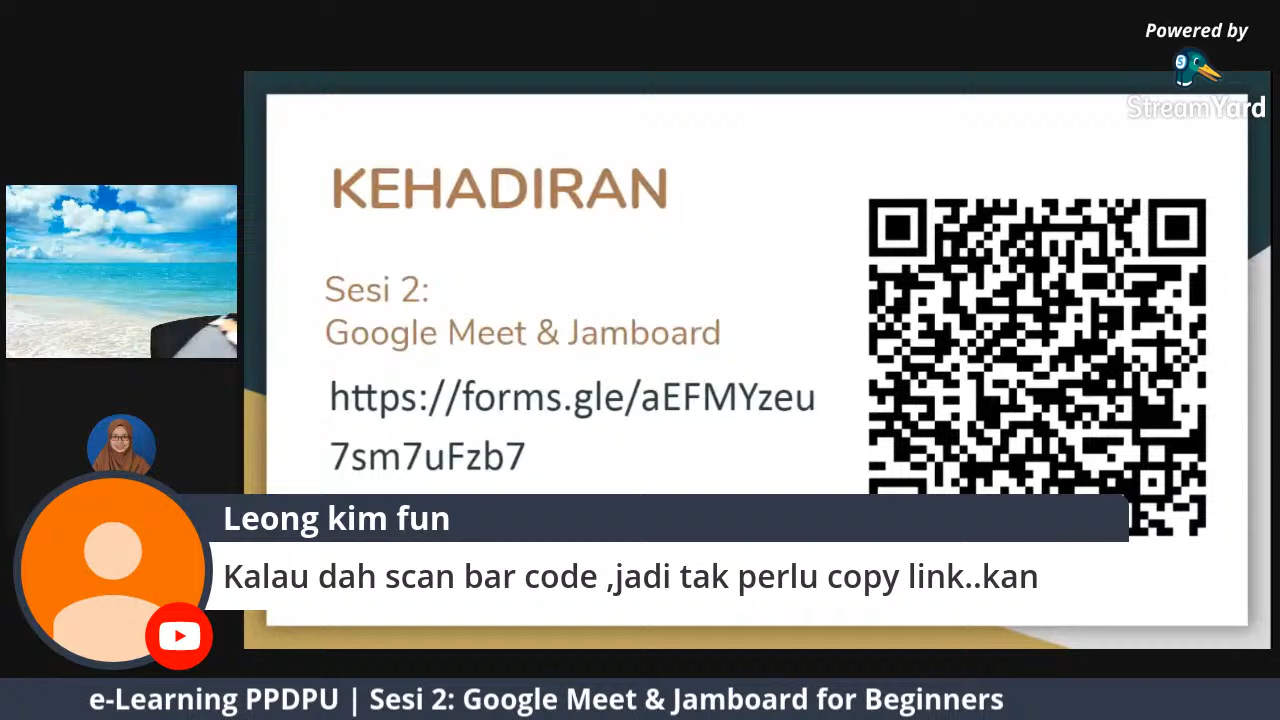 Powered by
StreamYard
KEHADIRAN
Sesi 2:
Google Meet & Jamboard
https://forms.gle/aEFMYzeu
7sm7uFzb7
Leong kim fun
Kalau dah scan bar code ,jadi tak perlu copy link..kan
e-Learning PPDPU | Sesi 2: Google Meet & Jamboard for Beginners